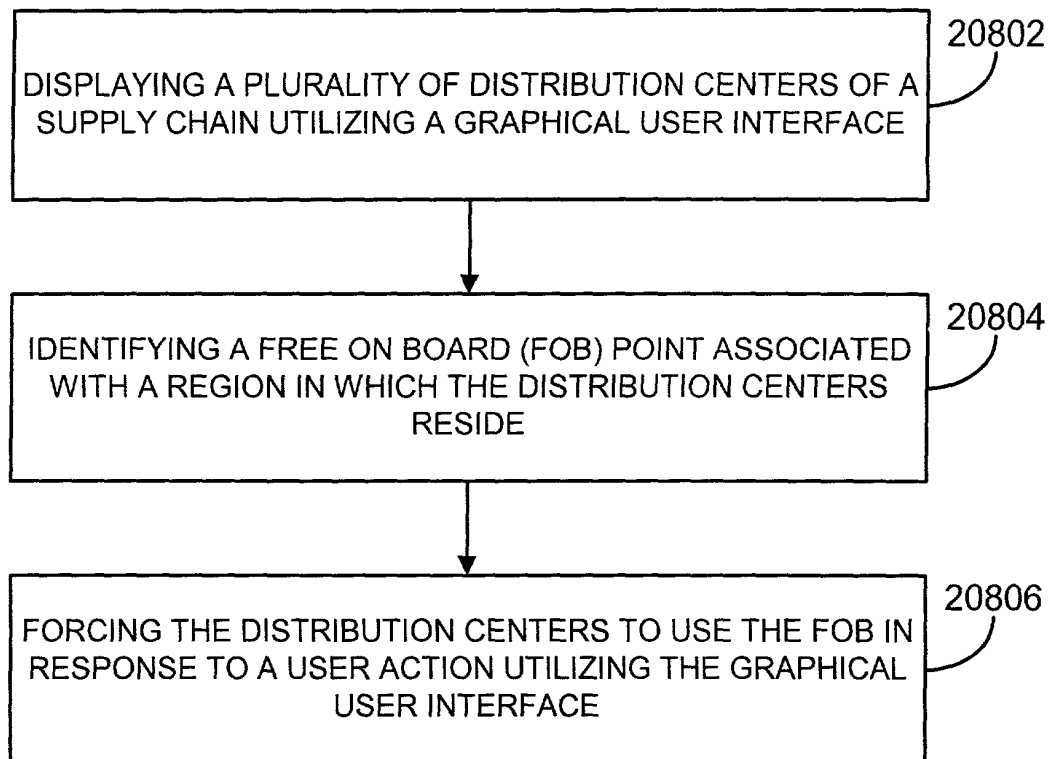 20802
DISPLAYING A PLURALITY OF DISTRIBUTION CENTERS OF A
SUPPLY CHAIN UTILIZING A GRAPHICAL USER INTERFACE
20804
IDENTIFYING A FREE ON BOARD (FOB) POINT ASSOCIATED
WITH A REGION IN WHICH THE DISTRIBUTION CENTERS
RESIDE
20806
FORCING THE DISTRIBUTION CENTERS TO USE THE FOB IN
RESPONSE TO A USER ACTION UTILIZING THE GRAPHICAL
USER INTERFACE